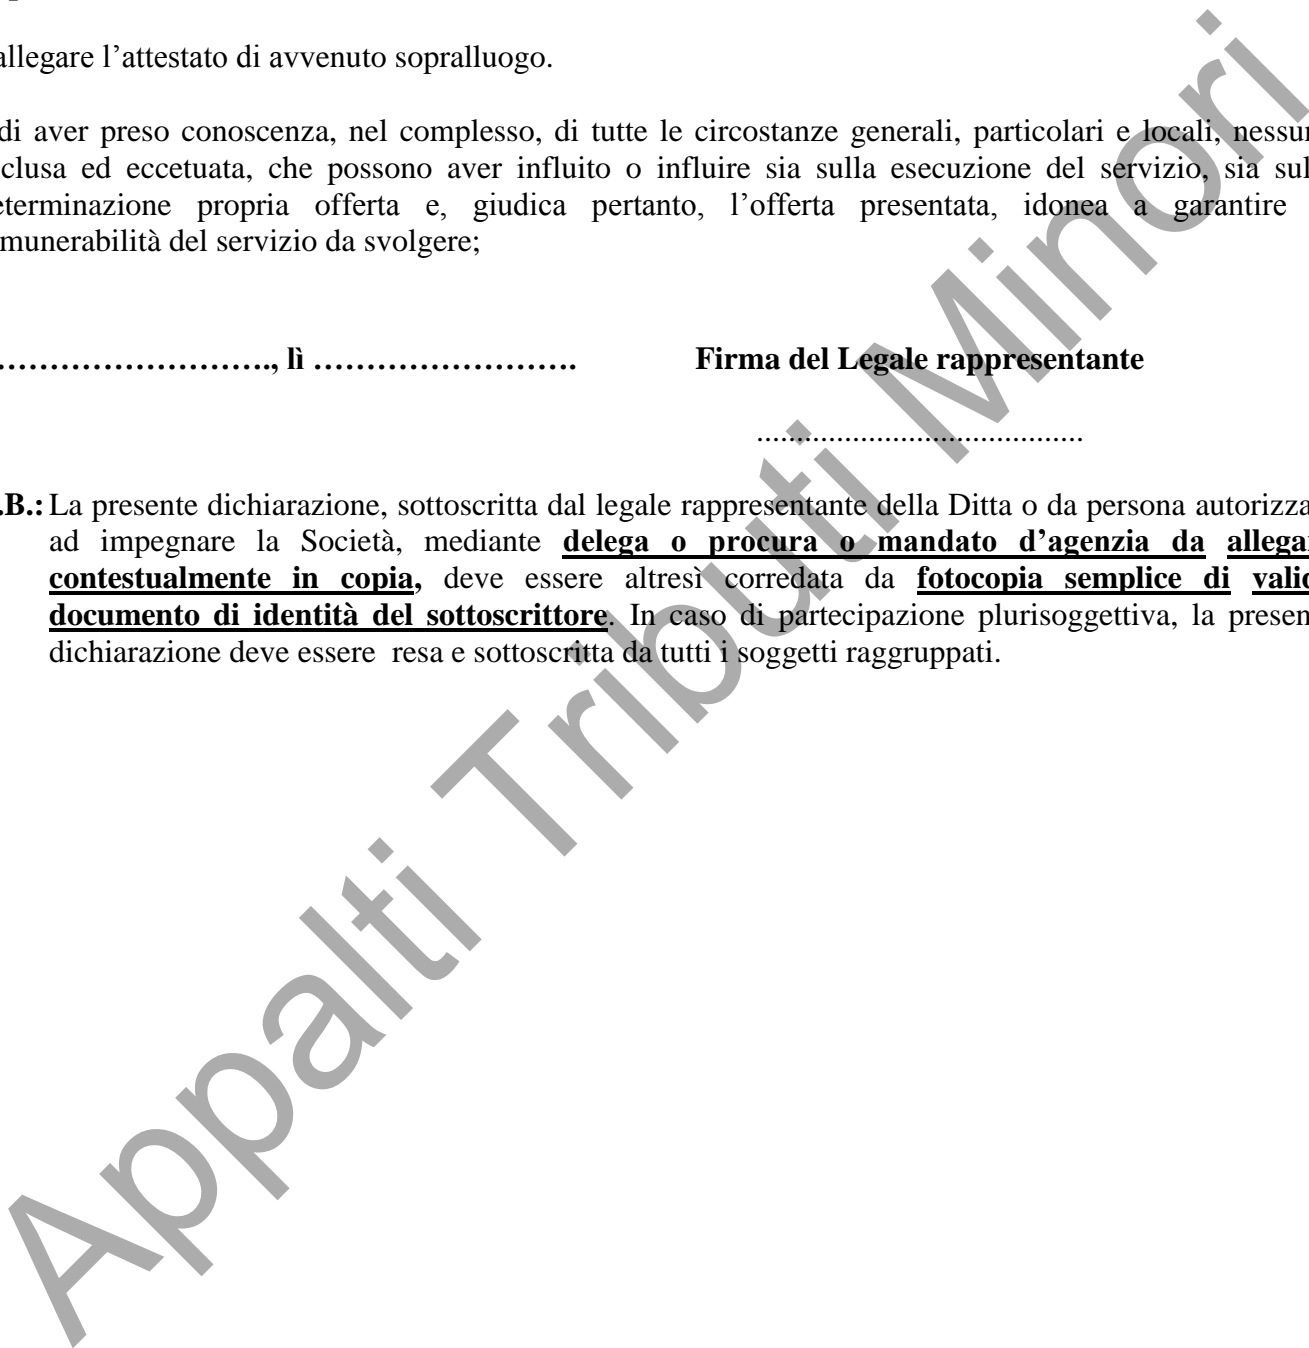 allegare l’attestato di avvenuto sopralluogo.
di aver preso conoscenza, nel complesso, di tutte le circostanze generali, particolari e locali, nessun
clusa ed eccetuata, che possono aver influito o influire sia sulla esecuzione del servizio, sia sul
eterminazione propria offerta e, giudica pertanto, l’offerta presentata, idonea a garantire
munerabilità del servizio da svolgere;
……………………….., lì …………………….
Firma del Legale rappresentante
.........................................
.B.: La presente dichiarazione, sottoscritta dal legale rappresentante della Ditta o da persona autorizza
ad impegnare la Società, mediante delega o procura o mandato d’agenzia da allegar
contestualmente in copia, deve essere altresì corredata da fotocopia semplice di valid
documento di identità del sottoscrittore. In caso di partecipazione plurisoggettiva, la presen
dichiarazione deve essere resa e sottoscritta da tutti i soggetti raggruppati.
Appalti Tributi Minori